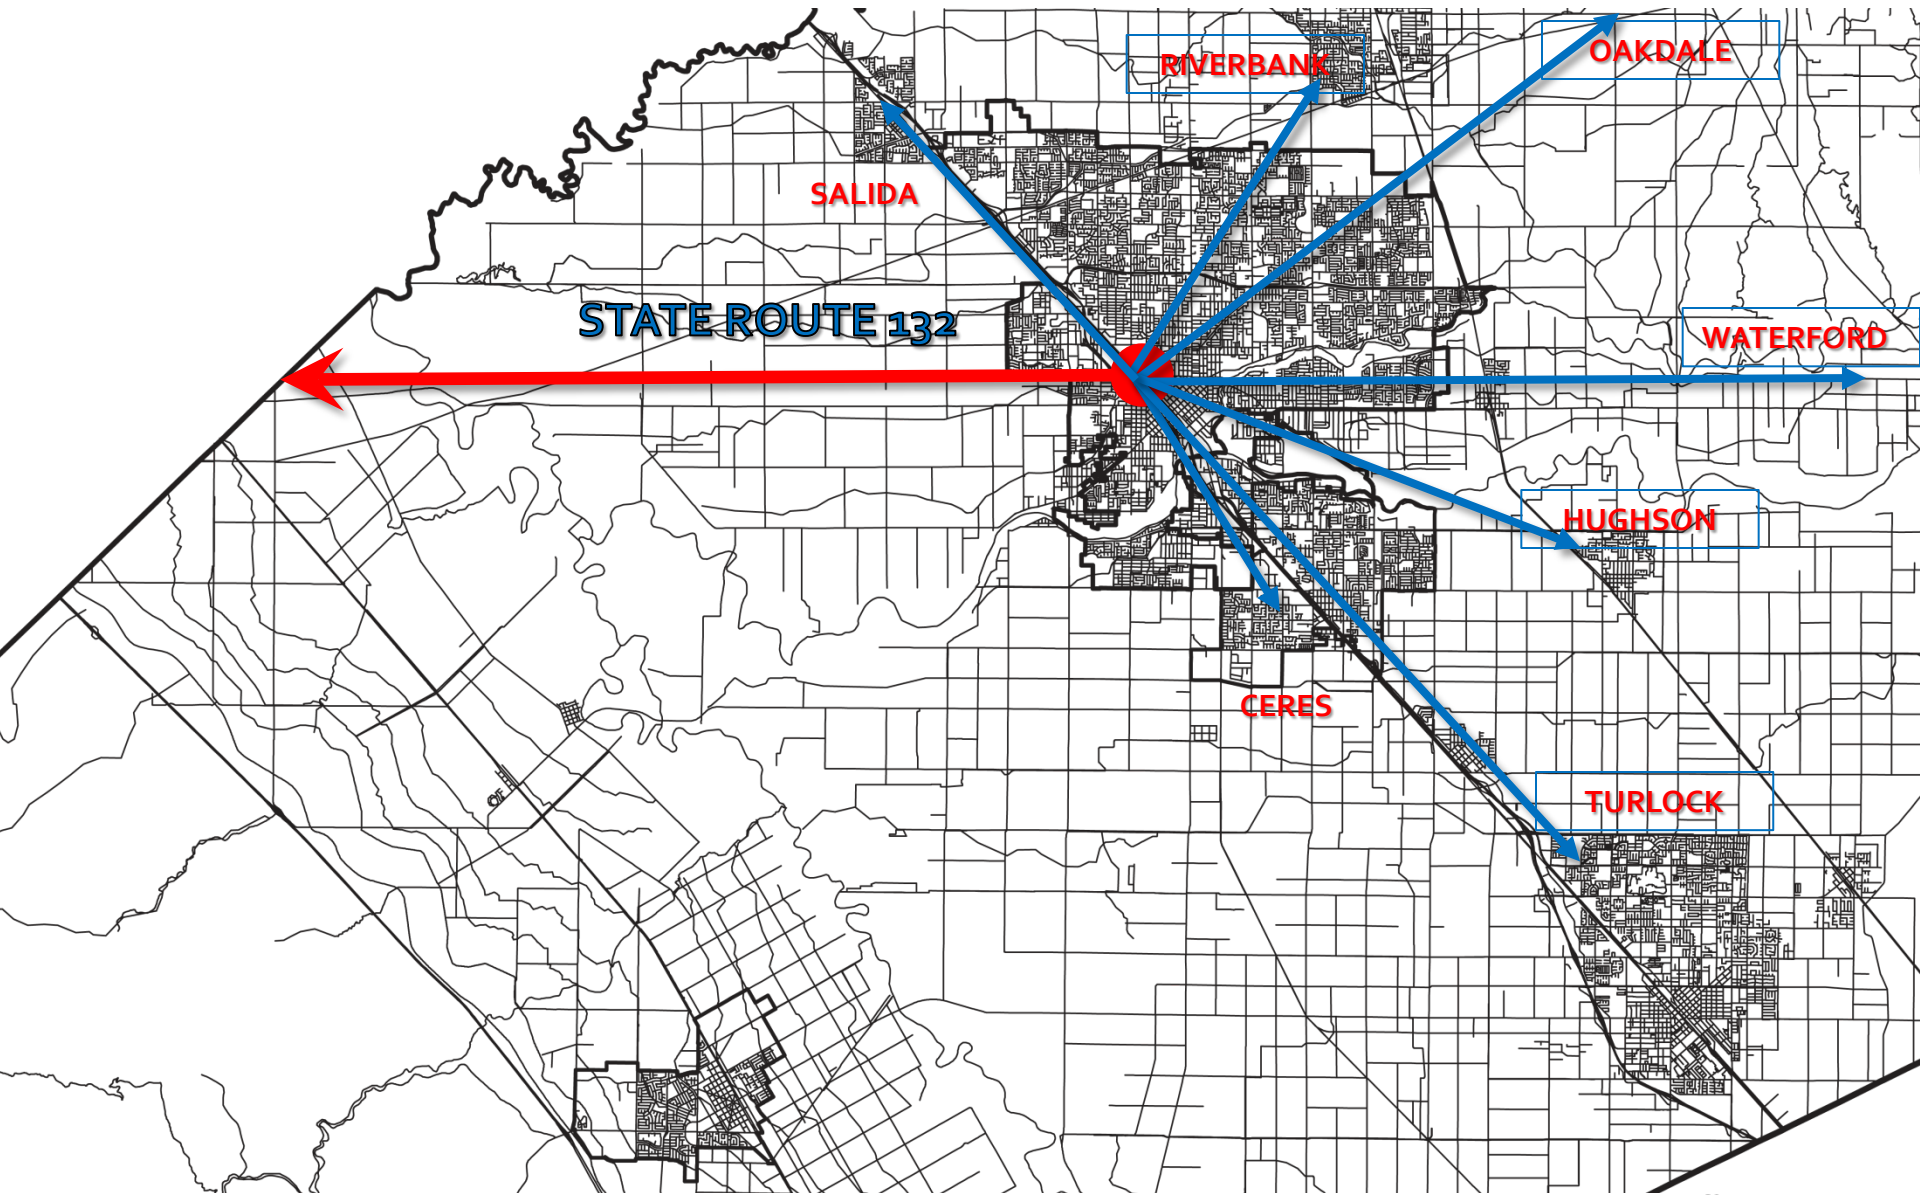 OAKDALE
RIVERBANK
SALIDA
STATE ROUTE 132
WATERFORD
HUGHSON
CERES
TURLOCK